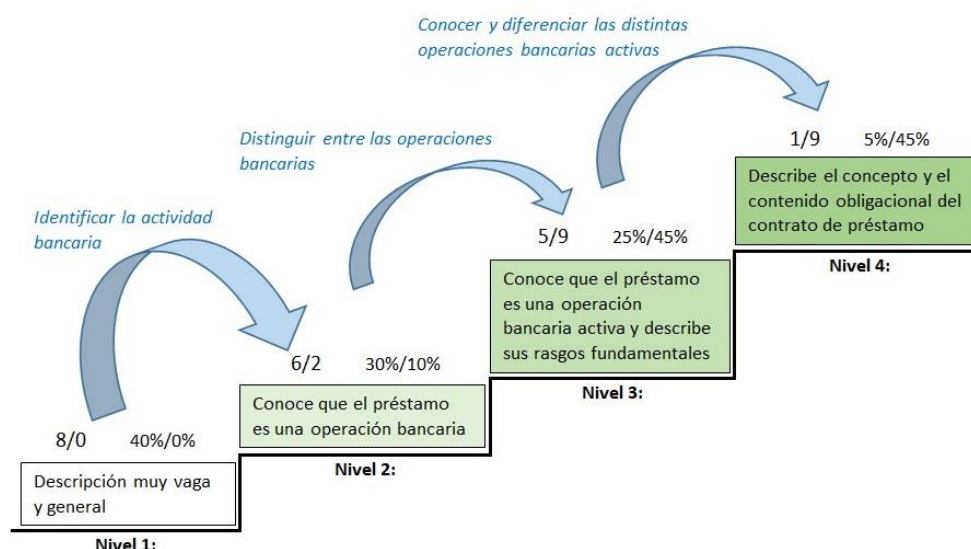 Conocer y diferenciar las distintas
operaciones bancarias activas
1/9 5%/45%
Describe el concepto y el
contenido obligacional del
contrato de préstamo
Nivel 4:
Distinguir entre las operaciones
bancarias
5/9 25%/45%
Conoce que el préstamo
es una operación
bancaria activa y describe
sus rasgos fundamentales
Nivel 3:
Identificar la actividad
bancaria
6/2 30%/10%
Conoce que el préstamo
es una operación bancaria
Nivel 2:
8/0 40%/0%
Descripción muy vaga
y general
Nivel 1: